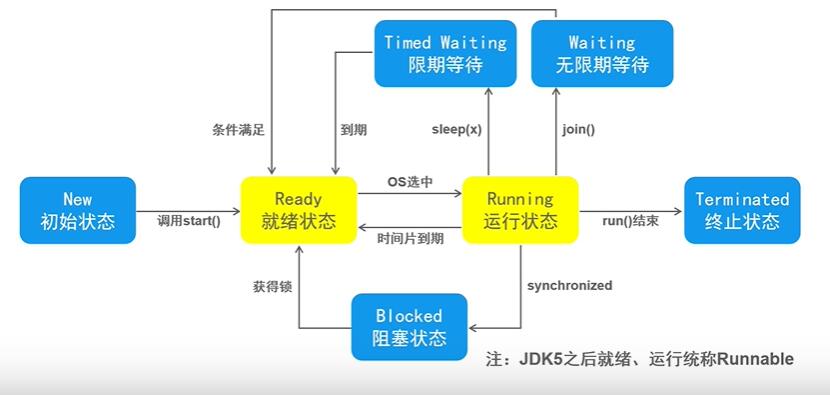 Timed Waiting
限期等待
Waiting
无限期等待
条件满足
到期
sleep(x)
join()
New
初始状态
调用start()
Ready
就绪状态
OS选中
时间片到期
Running
运行状态
run()结束
Terminated
终止状态
获得锁
synchronized
Blocked
阻塞状态
注：JDK5之后就绪、运行统称Runnable